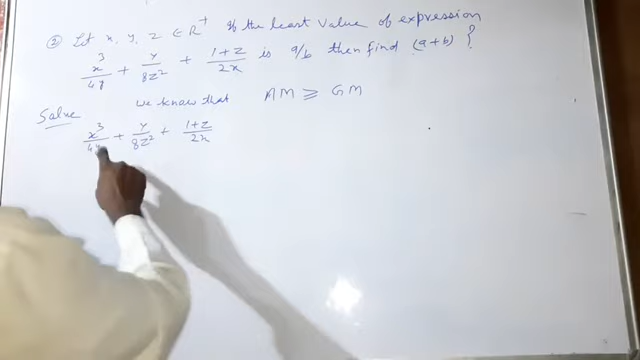 ② Let x, y, z ∈ R⁺ If the least value of expression
x³/4y + y/8z² + (1+z)/2x is a/b then find (a+b) ?
Solve we know that AM ≥ GM
x³/4y + y/8z² + (1+z)/2x